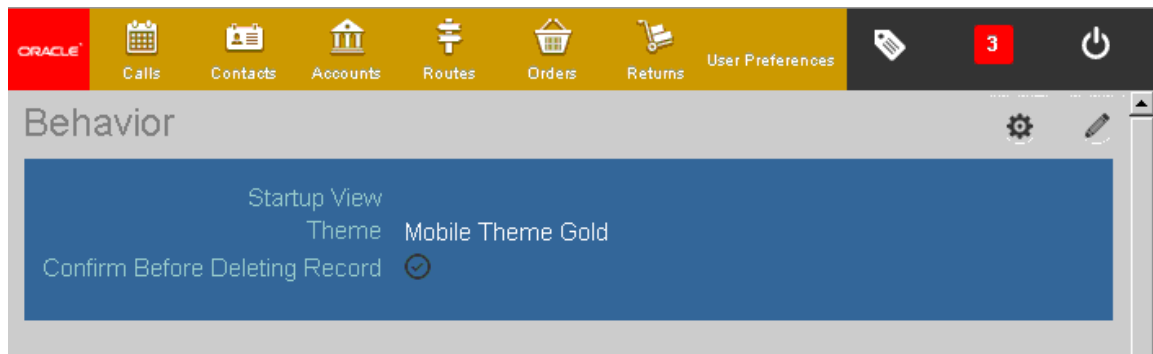 ORACLE
Calls
Contacts
Accounts
Routes
Orders
Returns
User Preferences
3
Behavior
Startup View
Theme Mobile Theme Gold
Confirm Before Deleting Record